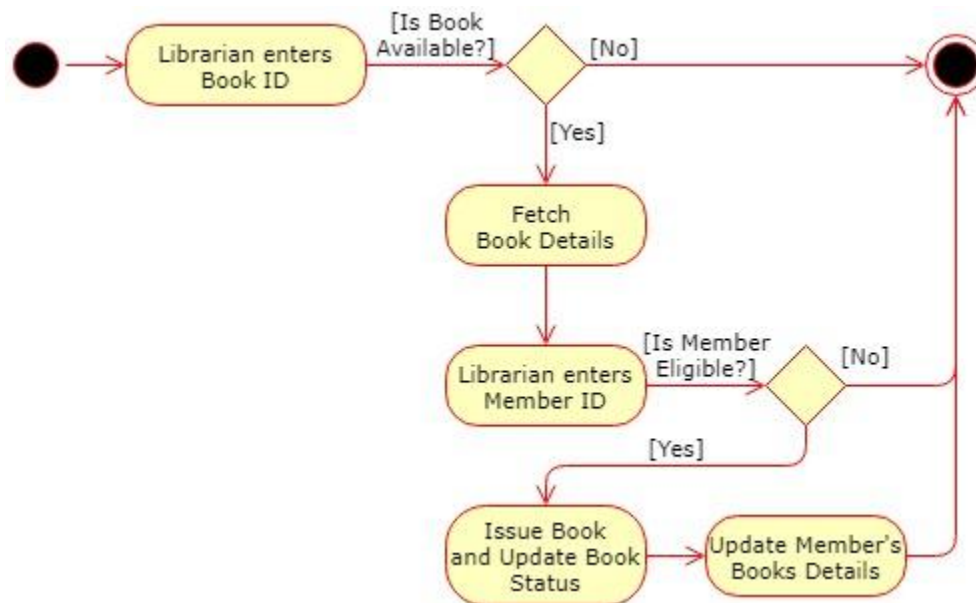 [Is Book
Available?]
Librarian enters
Book ID
[No]
[Yes]
Fetch
Book Details
[Is Member
Eligible?]
Librarian enters
Member ID
[No]
[Yes]
Issue Book
and Update Book
Status
Update Member's
Books Details